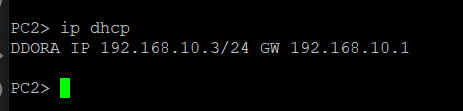 PC2> ip dhcp
DDORA IP 192.168.10.3/24 GW 192.168.10.1
PC2>